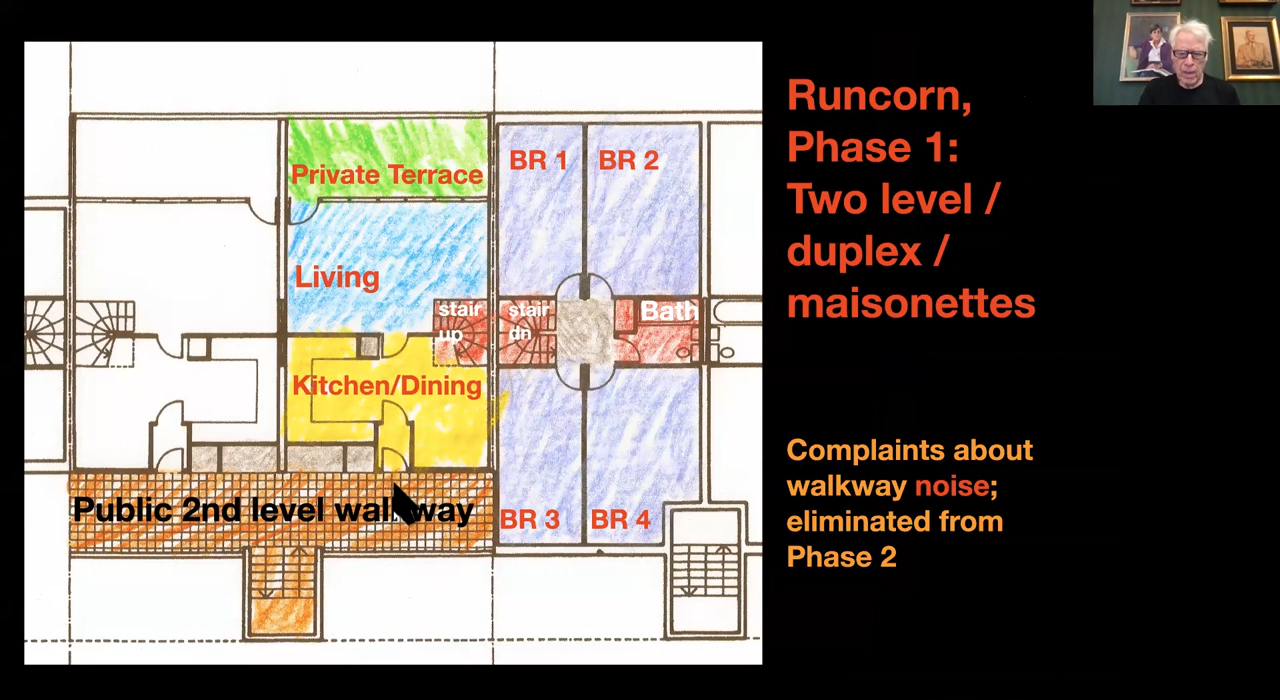 Runcorn,
Phase 1:
Two level /
duplex /
maisonettes
Private Terrace
BR 1
BR 2
Living
stair
up
stair
dn
Bath
Kitchen/Dining
Public 2nd level walkway
BR 3
BR 4
Complaints about
walkway noise;
eliminated from
Phase 2